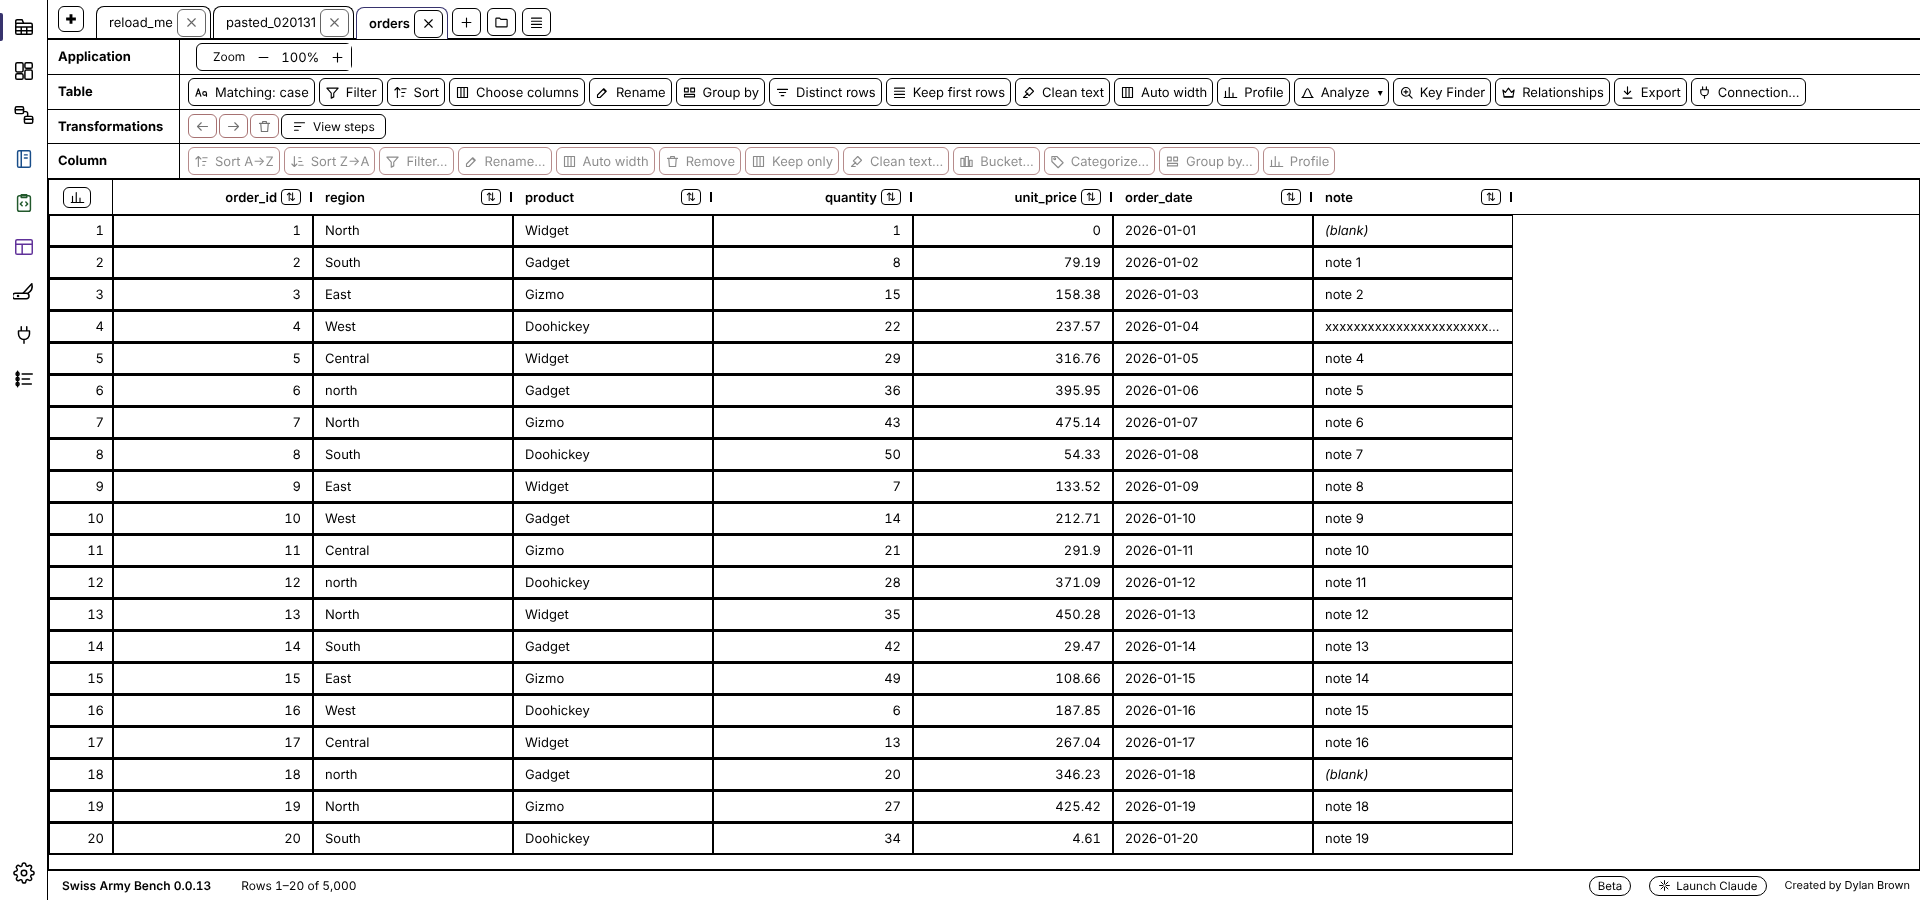 reload_me pasted_020131 orders
Application Zoom 100%
Table Aa Matching: case Filter Sort Choose columns Rename Group by Distinct rows Keep first rows Clean text Auto width Profile Analyze Key Finder Relationships Export Connection...
Transformations View steps
Column Sort A→Z Sort Z→A Filter... Rename... Auto width Remove Keep only Clean text... Bucket... Categorize... Group by... Profile
order_id region product quantity unit_price order_date note
1 1 North Widget 1 0 2026-01-01 (blank)
2 2 South Gadget 8 79.19 2026-01-02 note 1
3 3 East Gizmo 15 158.38 2026-01-03 note 2
4 4 West Doohickey 22 237.57 2026-01-04 xxxxxxxxxxxxxxxxxxxxxxx...
5 5 Central Widget 29 316.76 2026-01-05 note 4
6 6 north Gadget 36 395.95 2026-01-06 note 5
7 7 North Gizmo 43 475.14 2026-01-07 note 6
8 8 South Doohickey 50 54.33 2026-01-08 note 7
9 9 East Widget 7 133.52 2026-01-09 note 8
10 10 West Gadget 14 212.71 2026-01-10 note 9
11 11 Central Gizmo 21 291.9 2026-01-11 note 10
12 12 north Doohickey 28 371.09 2026-01-12 note 11
13 13 North Widget 35 450.28 2026-01-13 note 12
14 14 South Gadget 42 29.47 2026-01-14 note 13
15 15 East Gizmo 49 108.66 2026-01-15 note 14
16 16 West Doohickey 6 187.85 2026-01-16 note 15
17 17 Central Widget 13 267.04 2026-01-17 note 16
18 18 north Gadget 20 346.23 2026-01-18 (blank)
19 19 North Gizmo 27 425.42 2026-01-19 note 18
20 20 South Doohickey 34 4.61 2026-01-20 note 19
Swiss Army Bench 0.0.13 Rows 1–20 of 5,000 Beta Launch Claude Created by Dylan Brown